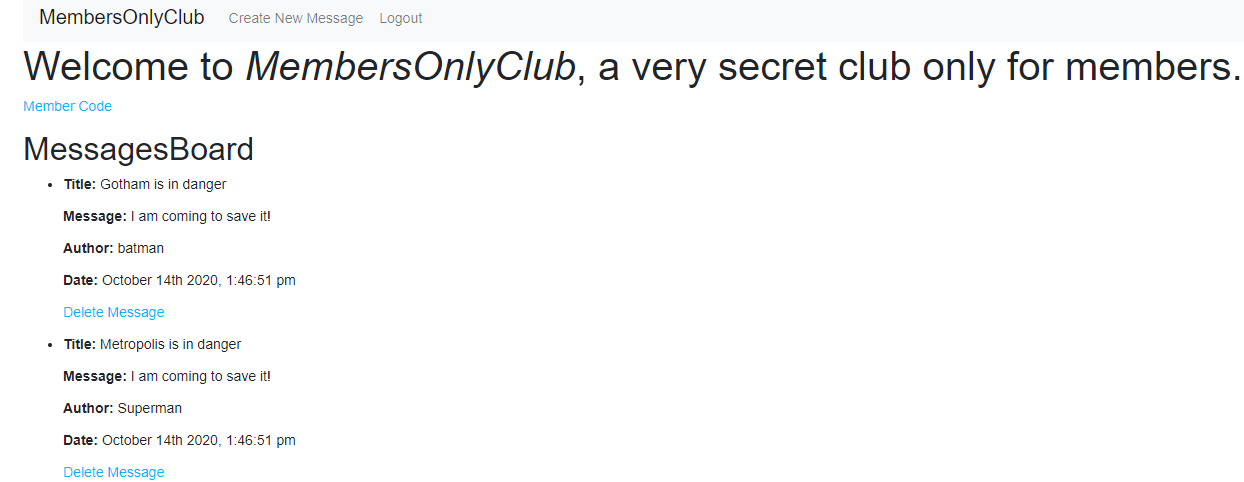 MembersOnlyClub Create New Message Logout
Welcome to MembersOnlyClub, a very secret club only for members.
Member Code
MessagesBoard
Title: Gotham is in danger
Message: I am coming to save it!
Author: batman
Date: October 14th 2020, 1:46:51 pm
Delete Message
Title: Metropolis is in danger
Message: I am coming to save it!
Author: Superman
Date: October 14th 2020, 1:46:51 pm
Delete Message